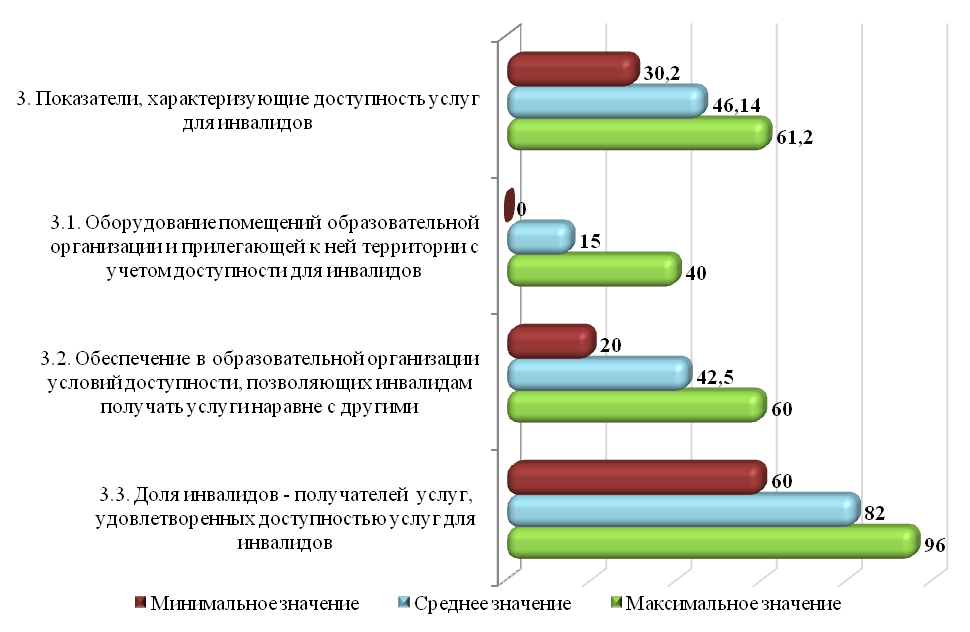 3. Показатели, характеризующие доступность услуг
для инвалидов
30,2
46,14
61,2
3.1. Оборудование помещений образовательной
организации и прилегающей к ней территории с
учетом доступности для инвалидов
0
15
40
3.2. Обеспечение в образовательной организации
условий доступности, позволяющих инвалидам
получать услуги наравне с другими
20
42,5
60
3.3. Доля инвалидов - получателей услуг,
удовлетворенных доступностью услуг для
инвалидов
60
82
96
Минимальное значение Среднее значение Максимальное значение